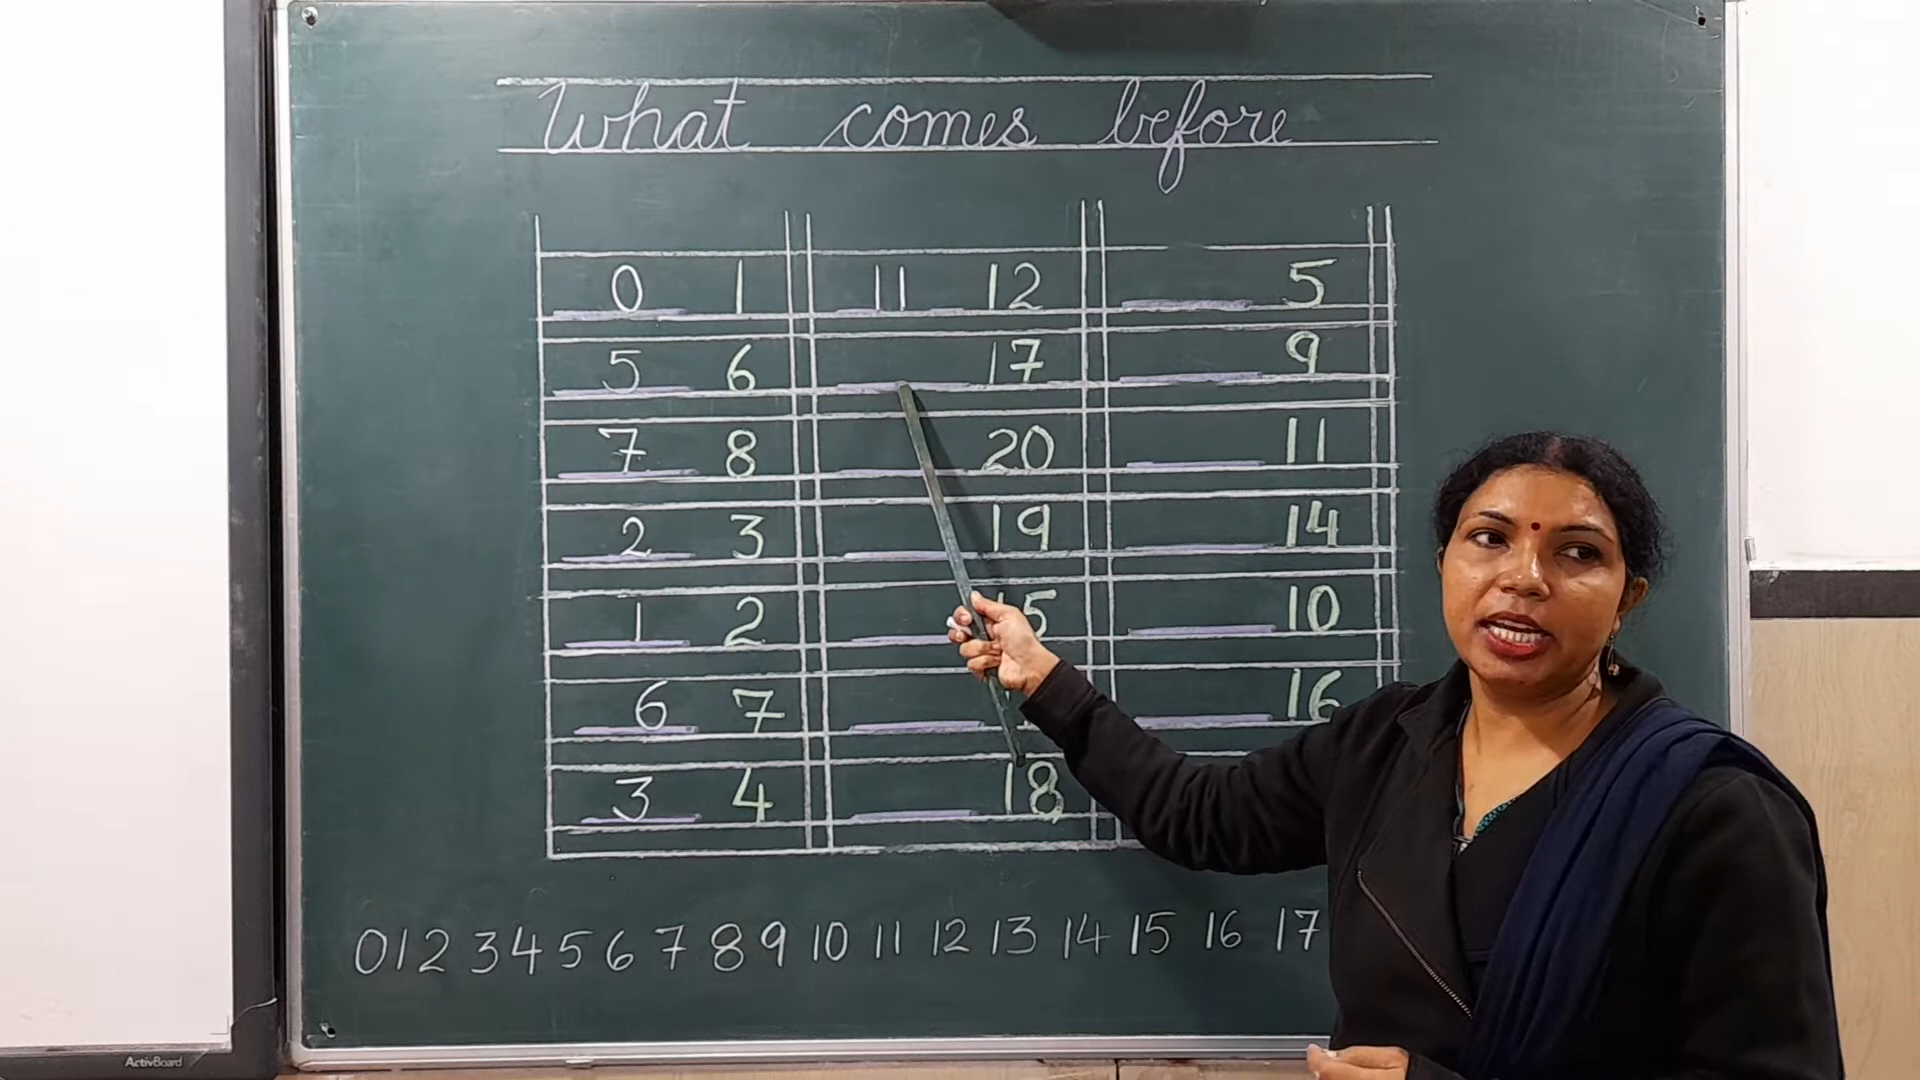 What comes before
0 1 11 12 5
5 6 17 9
7 8 20 11
2 3 19 14
1 2 15 10
6 7 16
3 4 18
0 1 2 3 4 5 6 7 8 9 10 11 12 13 14 15 16 17
ActivBoard